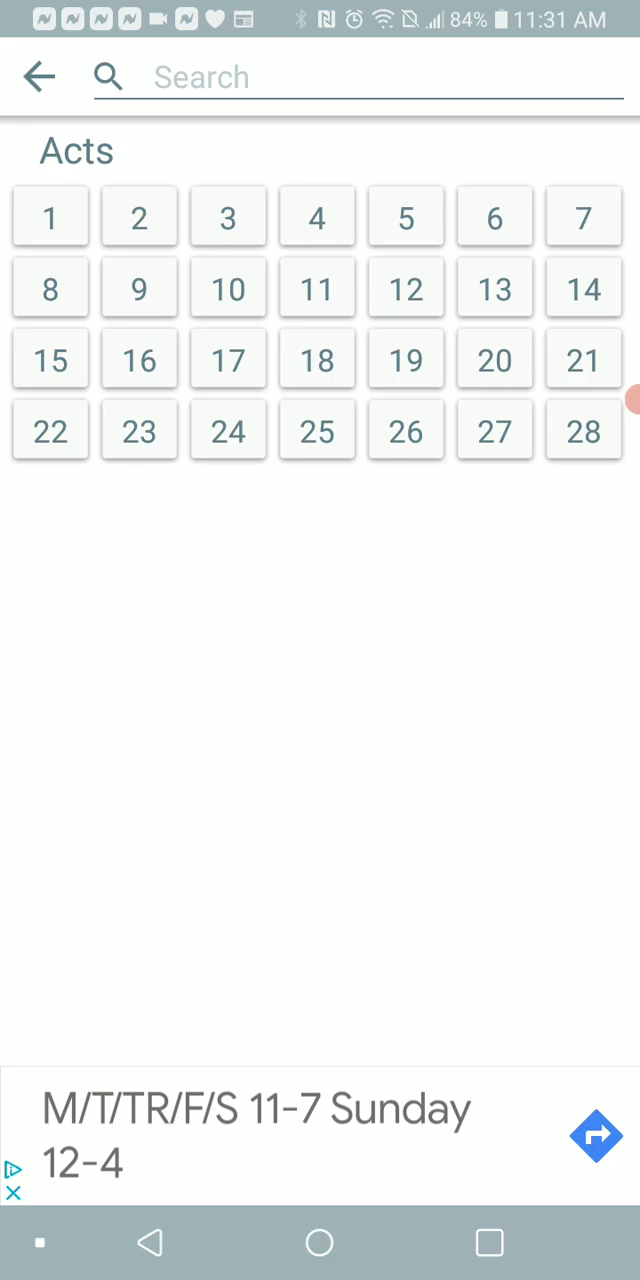 84% 11:31 AM
Search
Acts
1 2 3 4 5 6 7
8 9 10 11 12 13 14
15 16 17 18 19 20 21
22 23 24 25 26 27 28
M/T/TR/F/S 11-7 Sunday
12-4